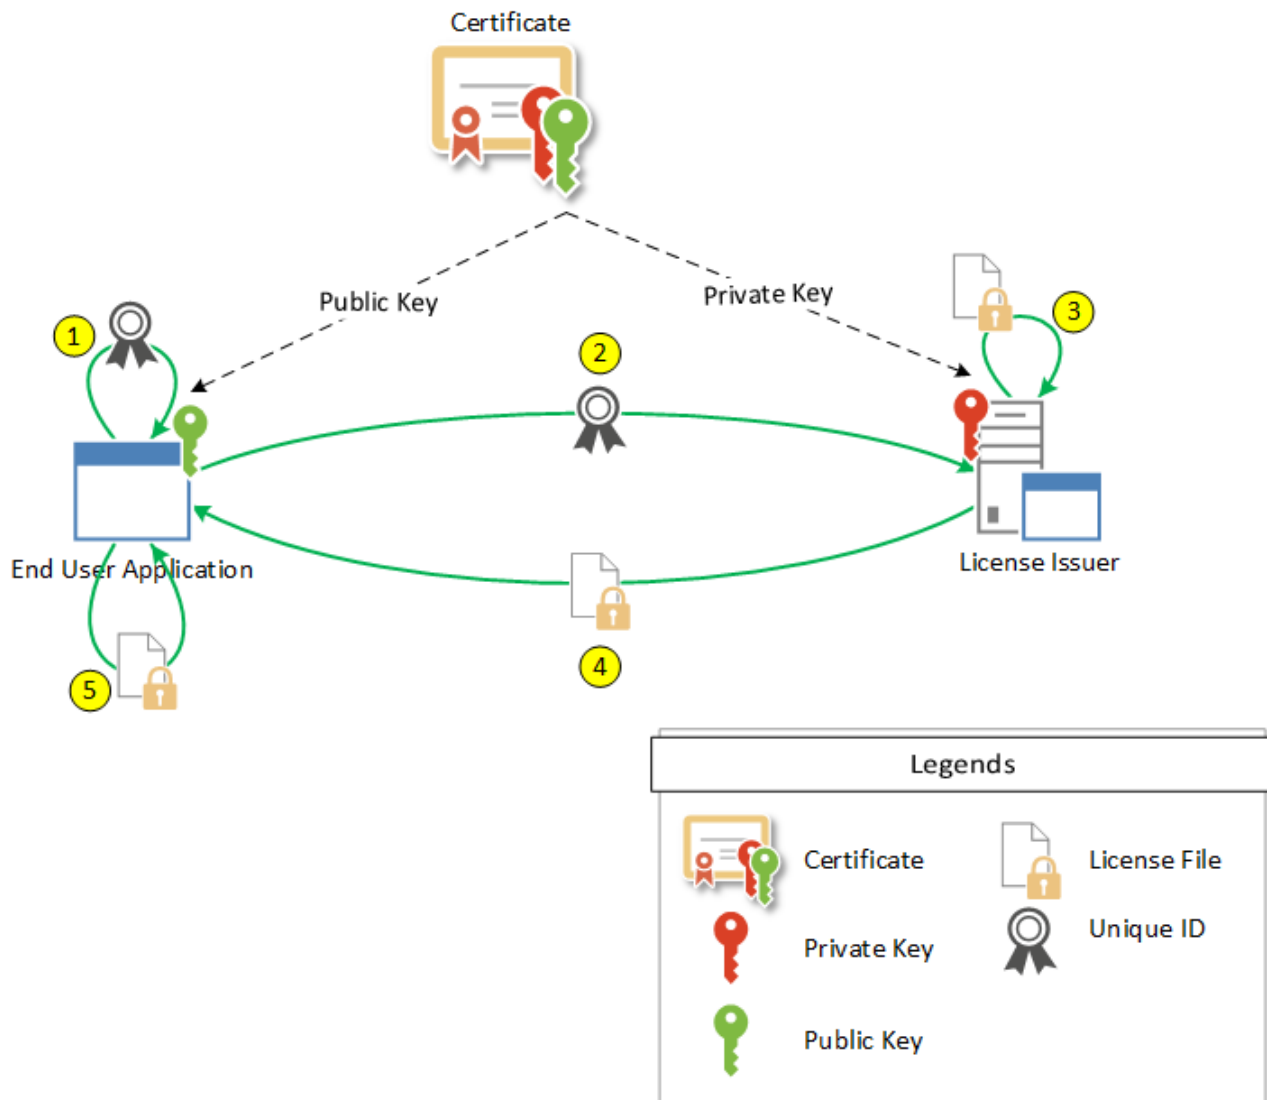 Certificate
Public Key
Private Key
1
2
3
End User Application
License Issuer
4
5
Legends
Certificate
License File
Private Key
Unique ID
Public Key